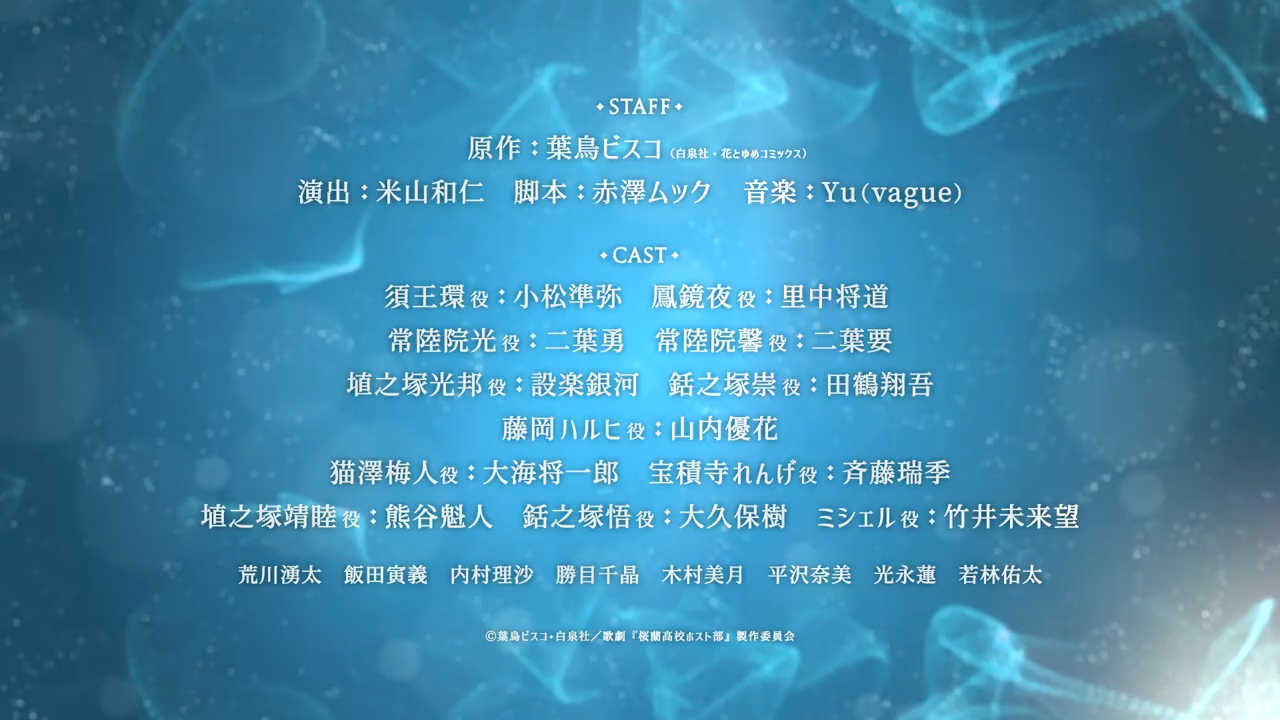 STAFF
原作：葉鳥ビスコ（白泉社・花とゆめコミックス）
演出：米山和仁　脚本：赤澤ムック　音楽：Yu（vague）
CAST
須王環役：小松準弥　鳳鏡夜役：里中将道
常陸院光役：二葉勇　常陸院馨役：二葉要
埴之塚光邦役：設楽銀河　銛之塚崇役：田鶴翔吾
藤岡ハルヒ役：山内優花
猫澤梅人役：大海将一郎　宝積寺れんげ役：斉藤瑞季
埴之塚靖睦役：熊谷魁人　銛之塚悟役：大久保樹　ミシェル役：竹井未来望
荒川湧太　飯田寅義　内村理沙　勝目千晶　木村美月　平沢奈美　光永蓮　若林佑太
©葉鳥ビスコ・白泉社／歌劇『桜蘭高校ホスト部』製作委員会